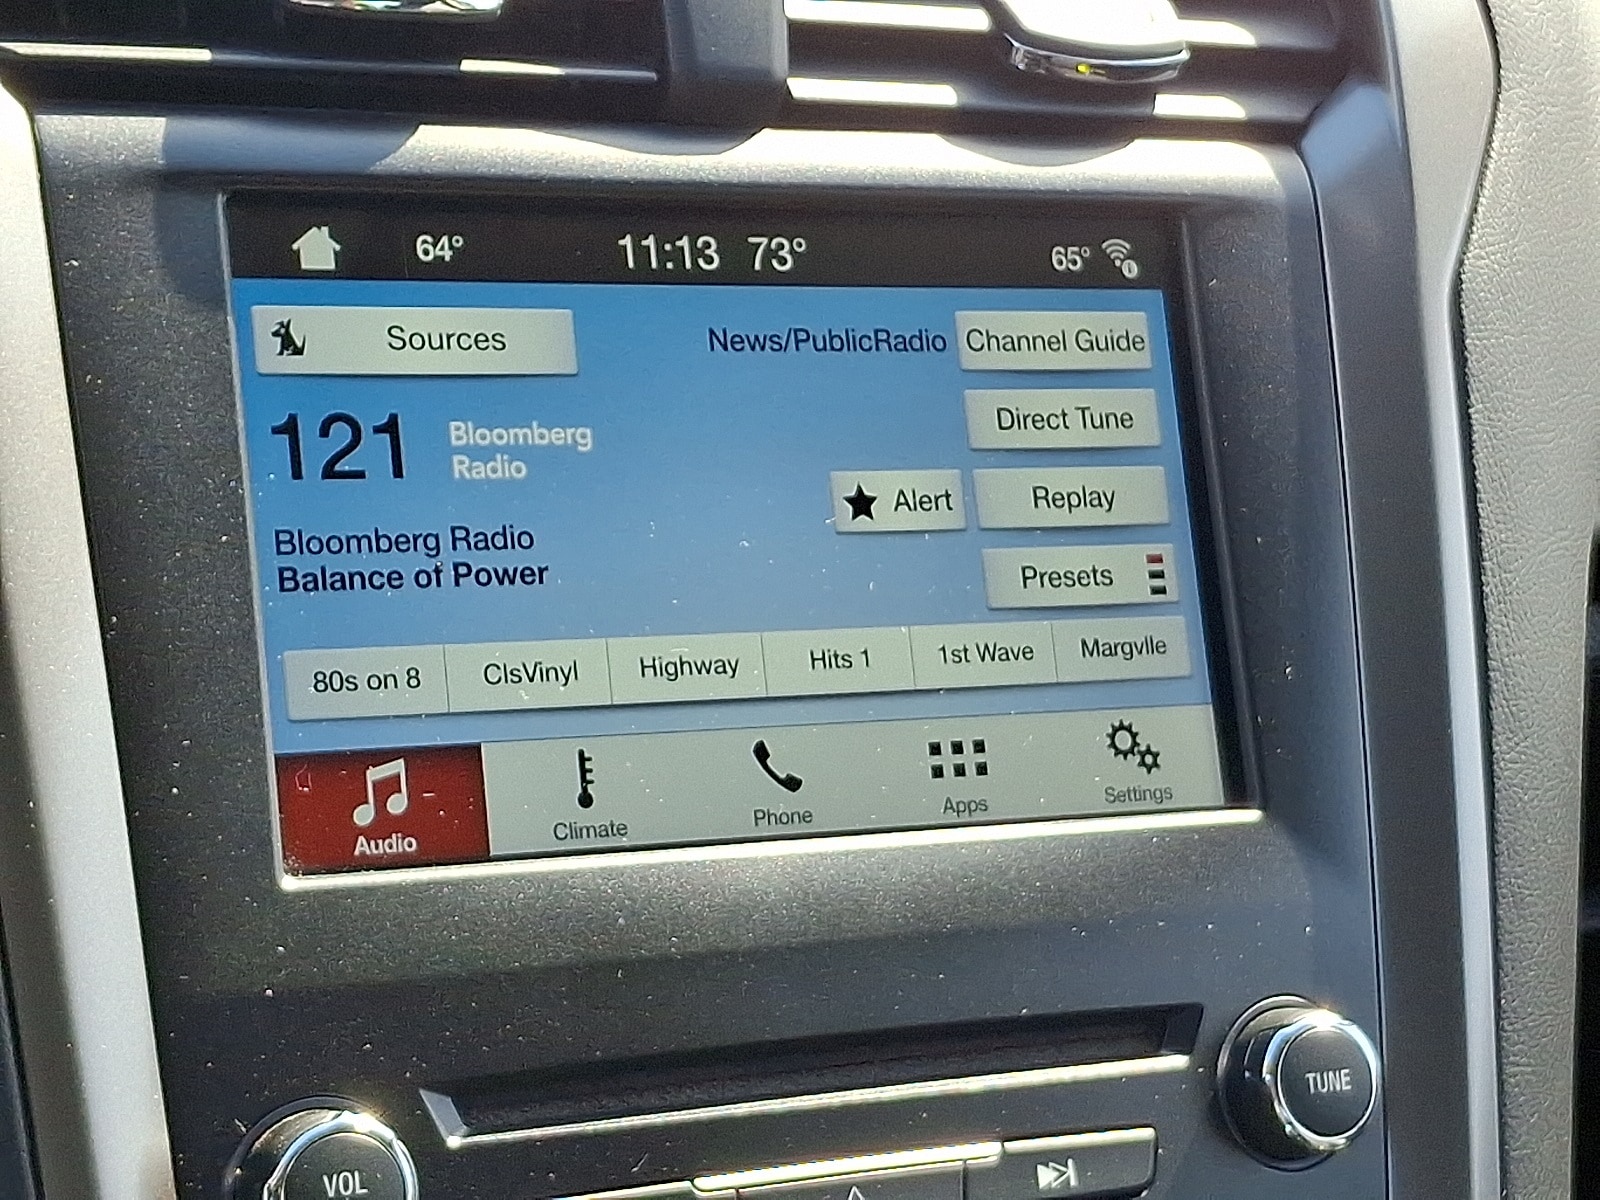 64° 11:13 73° 65°
Sources News/PublicRadio Channel Guide
121 Bloomberg
Radio
Direct Tune
Alert Replay
Bloomberg Radio
Balance of Power
Presets
80s on 8 ClsVinyl Highway Hits 1 1st Wave Margvlle
Audio Climate Phone Apps Settings
TUNE
VOL